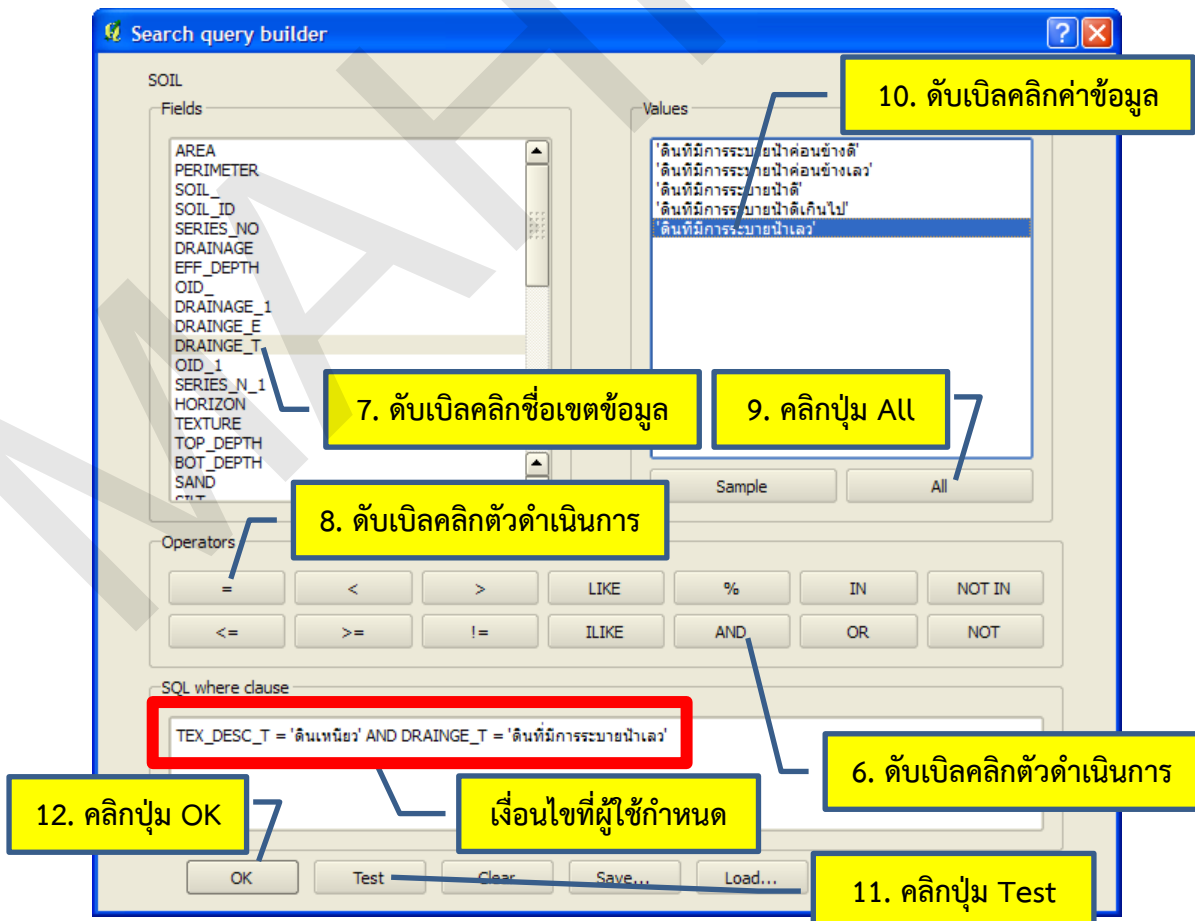 Search query builder
SOIL
Fields
AREA
PERIMETER
SOIL_
SOIL_ID
SERIES_NO
DRAINAGE
EFF_DEPTH
OID_
DRAINAGE_1
DRAINGE_E
DRAINGE_T
OID_1
SERIES_N_1
HORIZON
TEXTURE
TOP_DEPTH
BOT_DEPTH
SAND
SILT
Values
10. ดับเบิลคลิกค่าข้อมูล
'ดินที่มีการระบายน้ำค่อนข้างดี'
'ดินที่มีการระบายน้ำค่อนข้างเลว'
'ดินที่มีการระบายน้ำดี'
'ดินที่มีการระบายน้ำดีเกินไป'
'ดินที่มีการระบายน้ำเลว'
7. ดับเบิลคลิกชื่อเขตข้อมูล
9. คลิกปุ่ม All
Sample
All
8. ดับเบิลคลิกตัวดำเนินการ
Operators
= < > LIKE % IN NOT IN
<= >= != ILIKE AND OR NOT
SQL where clause
TEX_DESC_T = 'ดินเหนียว' AND DRAINGE_T = 'ดินที่มีการระบายน้ำเลว'
6. ดับเบิลคลิกตัวดำเนินการ
12. คลิกปุ่ม OK
เงื่อนไขที่ผู้ใช้กำหนด
OK Test Clear Save... Load...
11. คลิกปุ่ม Test
MAH